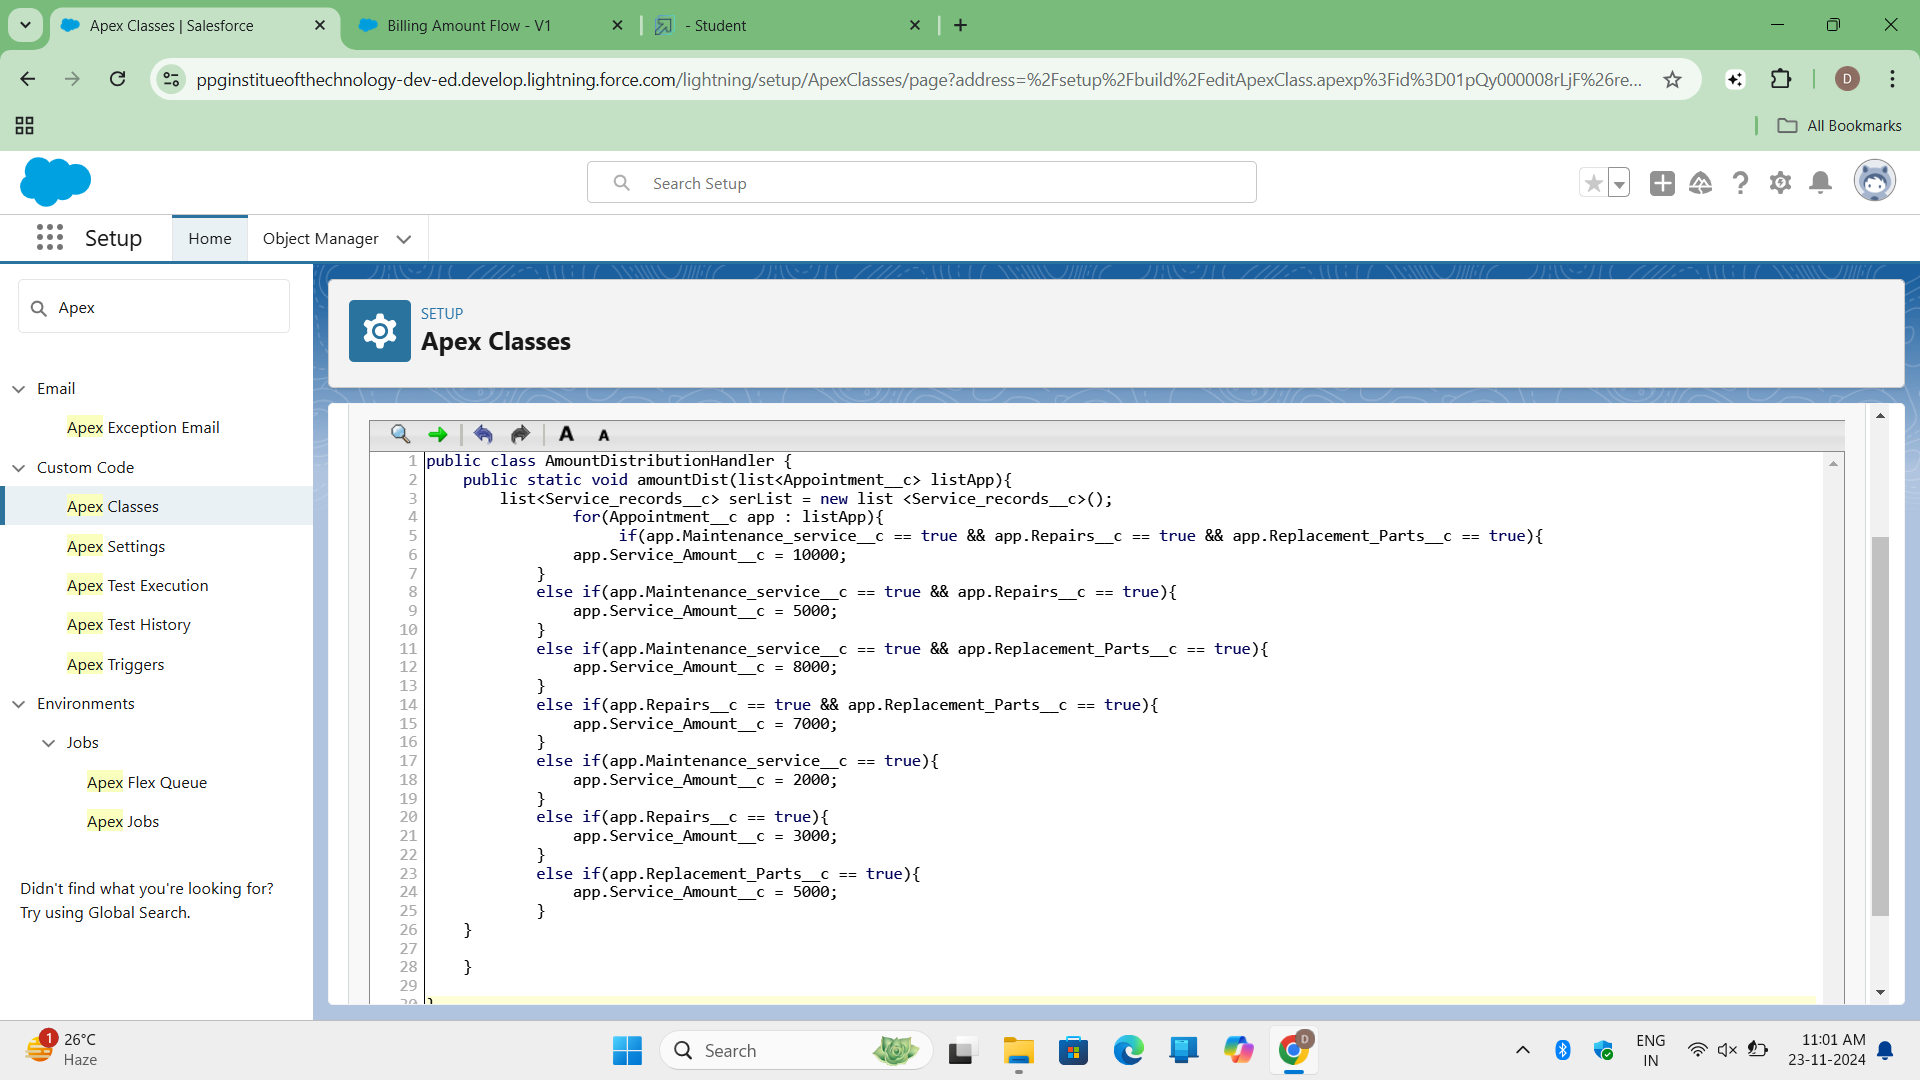 Apex Classes | Salesforce
Billing Amount Flow - V1
- Student
ppginstitueofthechnology-dev-ed.develop.lightning.force.com/lightning/setup/ApexClasses/page?address=%2Fsetup%2Fbuild%2FeditApexClass.apexp%3Fid%3D01pQy000008rLjF%26re...
D
All Bookmarks
Search Setup
Setup
Home
Object Manager
Apex
Email
Apex Exception Email
Custom Code
Apex Classes
Apex Settings
Apex Test Execution
Apex Test History
Apex Triggers
Environments
Jobs
Apex Flex Queue
Apex Jobs
Didn't find what you're looking for?
Try using Global Search.
SETUP
Apex Classes
A A
1 public class AmountDistributionHandler {
2     public static void amountDist(list<Appointment__c> listApp){
3         list<Service_records__c> serList = new list <Service_records__c>();
4                 for(Appointment__c app : listApp){
5                      if(app.Maintenance_service__c == true && app.Repairs__c == true && app.Replacement_Parts__c == true){
6                 app.Service_Amount__c = 10000;
7             }
8             else if(app.Maintenance_service__c == true && app.Repairs__c == true){
9                 app.Service_Amount__c = 5000;
10             }
11             else if(app.Maintenance_service__c == true && app.Replacement_Parts__c == true){
12                 app.Service_Amount__c = 8000;
13             }
14             else if(app.Repairs__c == true && app.Replacement_Parts__c == true){
15                 app.Service_Amount__c = 7000;
16             }
17             else if(app.Maintenance_service__c == true){
18                 app.Service_Amount__c = 2000;
19             }
20             else if(app.Repairs__c == true){
21                 app.Service_Amount__c = 3000;
22             }
23             else if(app.Replacement_Parts__c == true){
24                 app.Service_Amount__c = 5000;
25             }
26     }
27
28     }
29
30 }
1
26°C
Haze
Search
D
ENG
IN
11:01 AM
23-11-2024